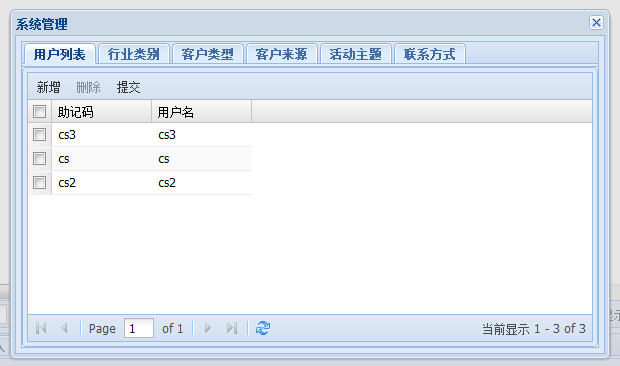 系统管理
用户列表 行业类别 客户类型 客户来源 活动主题 联系方式
新增 删除 提交
助记码 用户名
cs3 cs3
cs cs
cs2 cs2
Page 1 of 1 当前显示 1 - 3 of 3